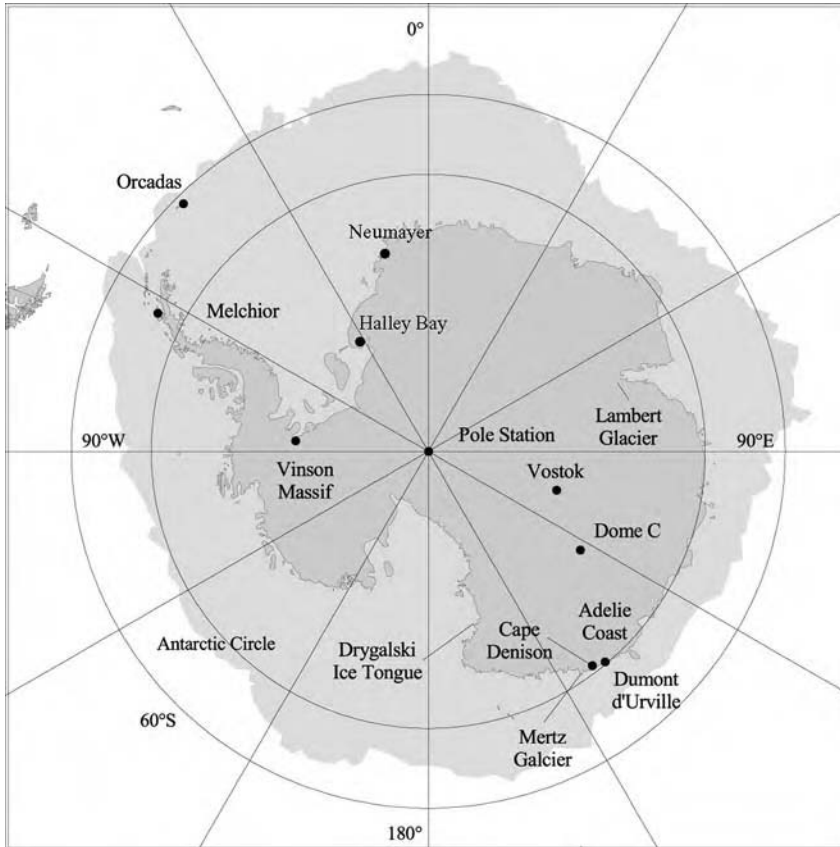 0°
Orcadas
Neumayer
Melchior
Halley Bay
Lambert
Glacier
90°W
Pole Station
90°E
Vinson
Massif
Vostok
Dome C
Adelie
Coast
Cape
Denison
Antarctic Circle
Drygalski
Ice Tongue
Dumont
d'Urville
60°S
Mertz
Galcier
180°